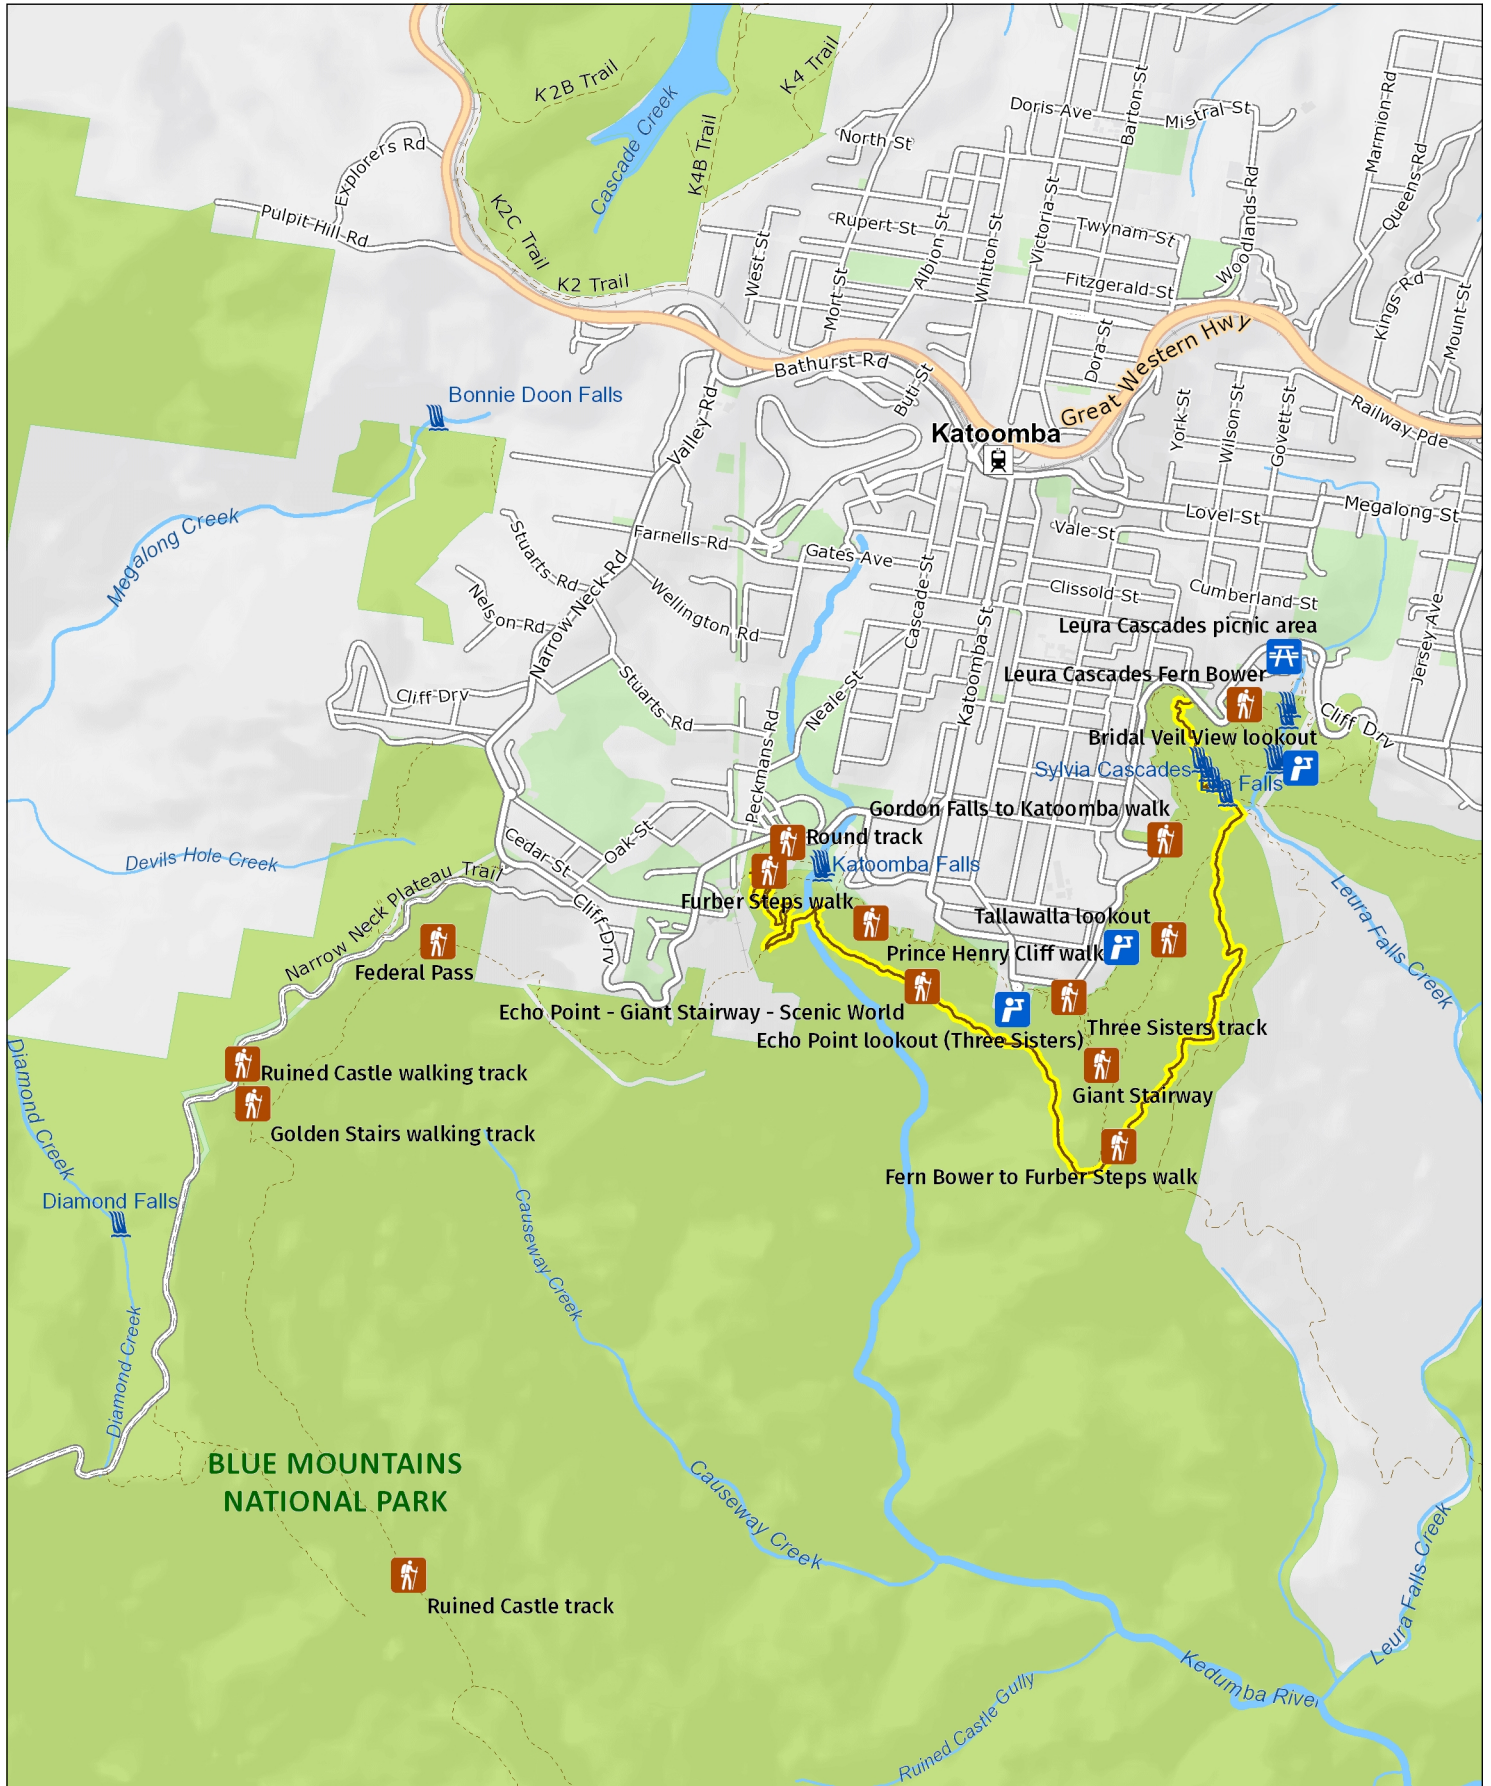 K2B Trail
K4 Trail
Cascade Creek
K4B Trail
Doris Ave
Barton St
Mistral St
Marmion Rd
Queens Rd
North St
Explorers Rd
Pulpit Hill Rd
K2C Trail
K2 Trail
West St
Rupert St
Albion St
Whitton St
Victoria St
Twynam St
Woodlands Rd
Mort St
Fitzgerald St
Kings Rd
Mount St
Dora St
Great Western Hwy
Bathurst Rd
Buti St
Bonnie Doon Falls
Valley Rd
Katoomba
York St
Wilson St
Govett St
Railway Pde
Megalong Creek
Stuarts Rd
Farnells Rd
Gates Ave
Vale St
Lovel St
Megalong St
Nelson Rd
Narrow Neck Rd
Wellington Rd
Cascade St
Clissold St
Cumberland St
Jersey Ave
Leura Cascades picnic area
Leura Cascades Fern Bower
Katoomba St
Cliff Drv
Stuarts Rd
Neale St
Cliff Drv
Bridal Veil View lookout
Sylvia Cascades
Falls
Peckmans Rd
Gordon Falls to Katoomba walk
Round track
Katoomba Falls
Devils Hole Creek
Cedar St
Oak St
Narrow Neck Plateau Trail
Furber Steps walk
Cliff Drv
Tallawalla lookout
Leura Falls Creek
Prince Henry Cliff walk
Federal Pass
Echo Point - Giant Stairway - Scenic World
Three Sisters track
Echo Point lookout (Three Sisters)
Diamond Creek
Ruined Castle walking track
Giant Stairway
Golden Stairs walking track
Fern Bower to Furber Steps walk
Diamond Falls
Causeway Creek
Diamond Creek
BLUE MOUNTAINS
NATIONAL PARK
Causeway Creek
Leura Falls Creek
Ruined Castle track
Kedumba River
Ruined Castle Gully